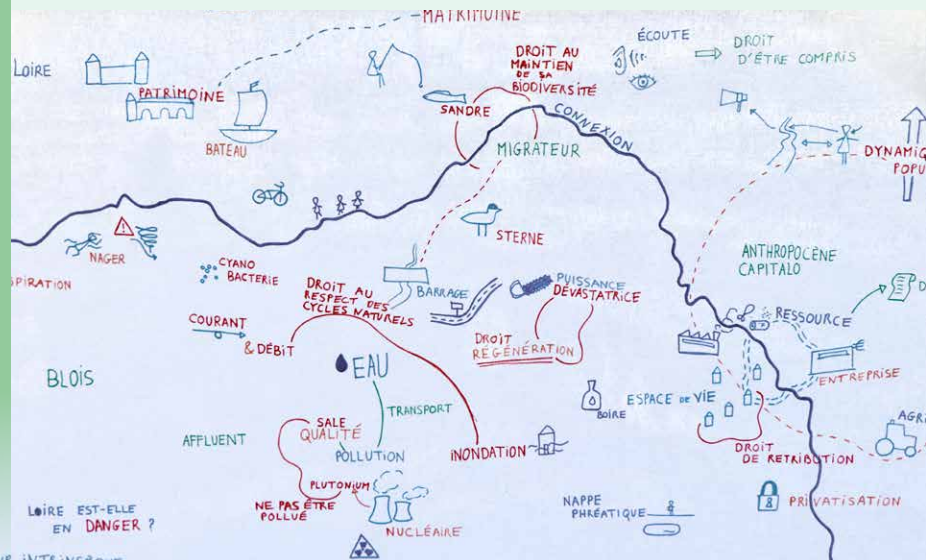 MATRIMOINE
LOIRE
PATRIMOINE
BATEAU
SANDRE
DROIT AU
MAINTIEN
DE SA
BIODIVERSITÉ
MIGRATEUR
CONNEXION
ÉCOUTE
DROIT
D'ÊTRE COMPRIS
DYNAMIQ
POPU
NAGER
PIRATION
CYANO
BACTERIE
STERNE
BARRAGE
DROIT AU
RESPECT DES
CYCLES NATURELS
PUISSANCE
DÉVASTATRICE
DROIT
RÉGÉNÉRATION
ANTHROPOCÈNE
CAPITALO
RESSOURCE
D
COURANT
& DÉBIT
EAU
TRANSPORT
BLOIS
AFFLUENT
SALE
QUALITÉ
POLLUTION
INONDATION
PLUTONIUM
NE PAS ÊTRE
POLLUÉ
NUCLÉAIRE
BOIRE
ESPACE DE VIE
ENTREPRISE
AGRI
DROIT
DE RETRIBUTION
PRIVATISATION
NAPPE
PHRÉATIQUE
LOIRE EST-ELLE
EN DANGER ?